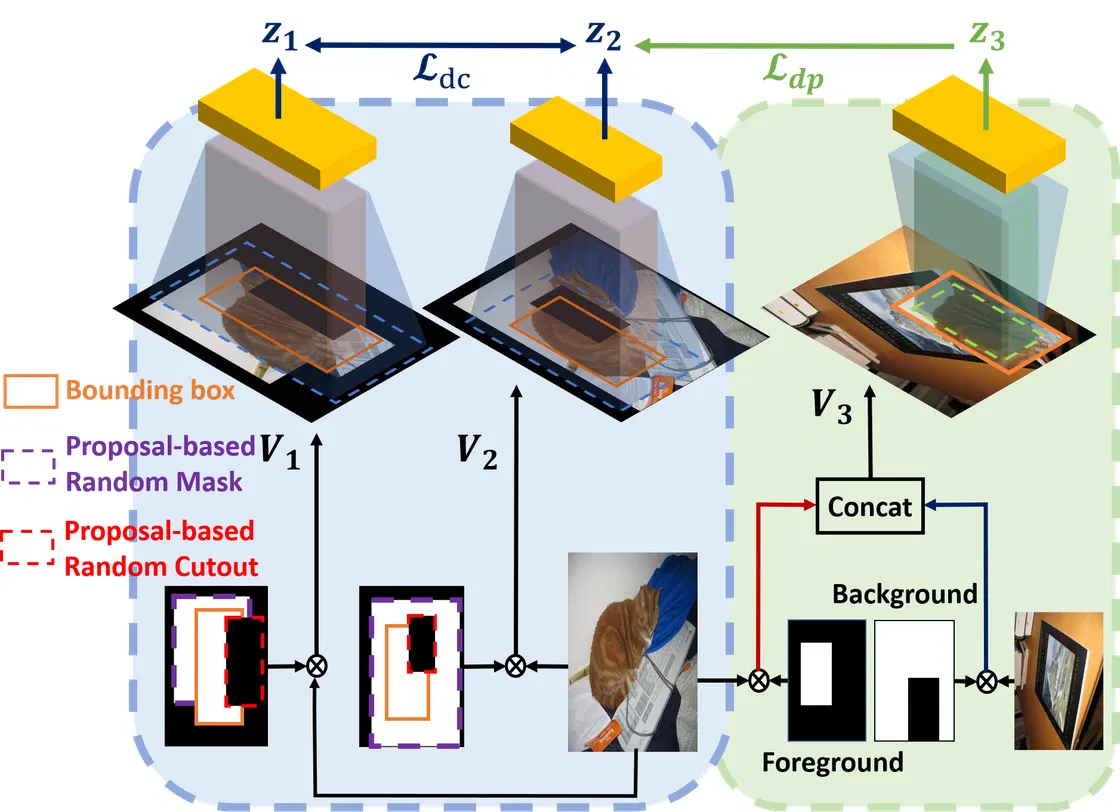 z₁
z₂
z₃
ℒdc
ℒdp
Bounding box
Proposal-based
Random Mask
Proposal-based
Random Cutout
V₁
V₂
V₃
Concat
Background
Foreground